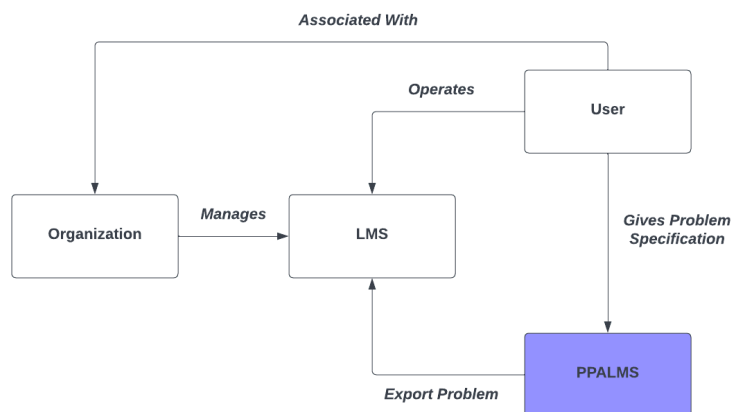 Associated With
Operates
User
Organization
Manages
LMS
Gives Problem
Specification
PPALMS
Export Problem